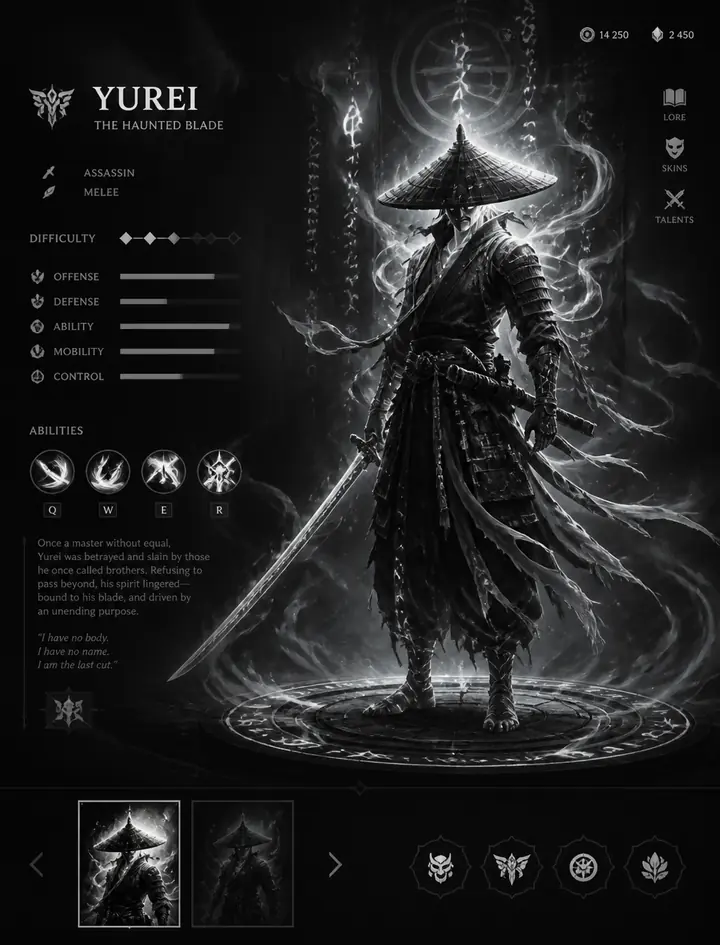 14 250
2 450
YUREI
THE HAUNTED BLADE
LORE
SKINS
TALENTS
ASSASSIN
MELEE
DIFFICULTY
OFFENSE
DEFENSE
ABILITY
MOBILITY
CONTROL
ABILITIES
Q W E R
Once a master without equal,
Yurei was betrayed and slain by those
he once called brothers. Refusing to
pass beyond, his spirit lingered—
bound to his blade, and driven by
an unending purpose.
"I have no body.
I have no name.
I am the last cut."